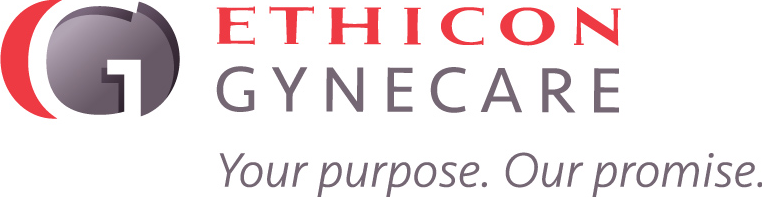 ETHICON
GYNECARE
Your purpose. Our promise.